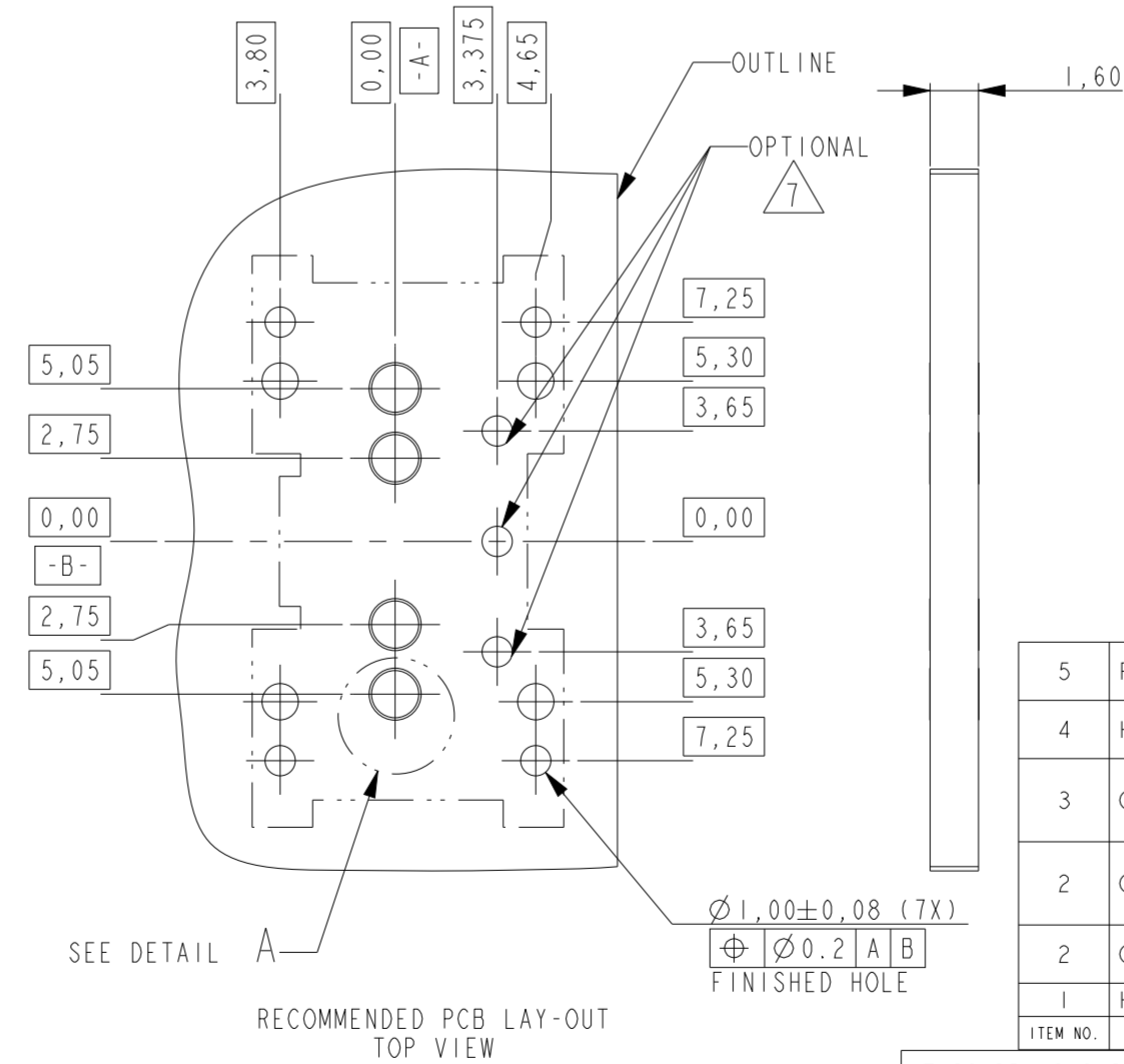 3,80
0,00
-A-
3,375
4,65
OUTLINE
1,60
OPTIONAL
7
7,25
5,30
3,65
5,05
2,75
0,00
-B-
0,00
2,75
5,05
3,65
5,30
7,25
Ø1,00±0,08 (7X)
⌖ Ø0.2 A B
FINISHED HOLE
SEE DETAIL A
RECOMMENDED PCB LAY-OUT
TOP VIEW
5
4
3
2
2
1
ITEM NO.